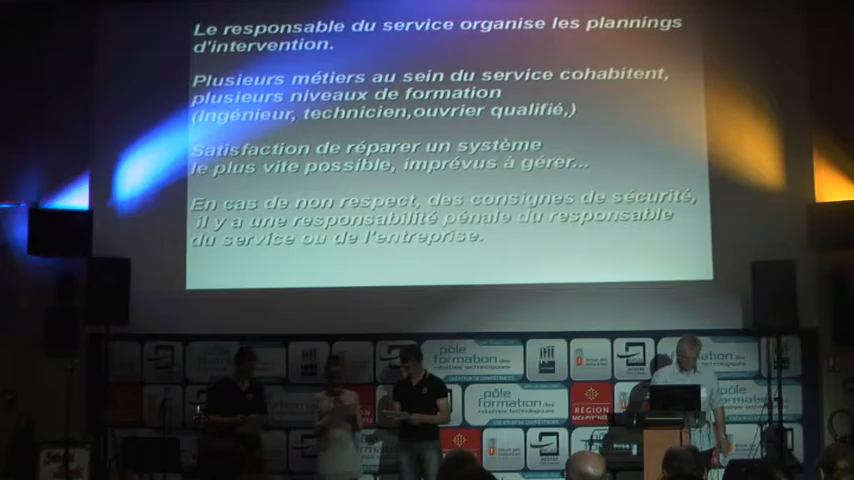 Le responsable du service organise les plannings
d'intervention.
Plusieurs métiers au sein du service cohabitent,
plusieurs niveaux de formation
(Ingénieur, technicien,ouvrier qualifié,)
Satisfaction de réparer un système
le plus vite possible, imprévus à gérer...
En cas de non respect, des consignes de sécurité,
il y a une responsabilité pénale du responsable
du service ou de l'entreprise.
pôle
formation des
industries technologiques
pôle
formation des
industries technologiques
RÉGION
formation